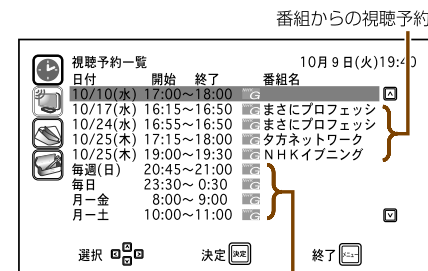 番組からの視聴予約
視聴予約一覧 10月9日(火)19:40
日付 開始 終了 番組名
10/10(水) 17:00～18:00 G
10/17(水) 16:15～16:50 G まさにプロフェッシ
10/24(水) 16:55～16:50 G まさにプロフェッシ
10/25(木) 17:15～18:00 G 夕方ネットワーク
10/25(木) 19:00～19:30 G NHKイブニング
毎週(日) 20:45～21:00 G
毎日 23:30～ 0:30 G
月ー金 8:00～ 9:00 G
月ー土 10:00～11:00 G
選択 決定 決定 終了 メニュー